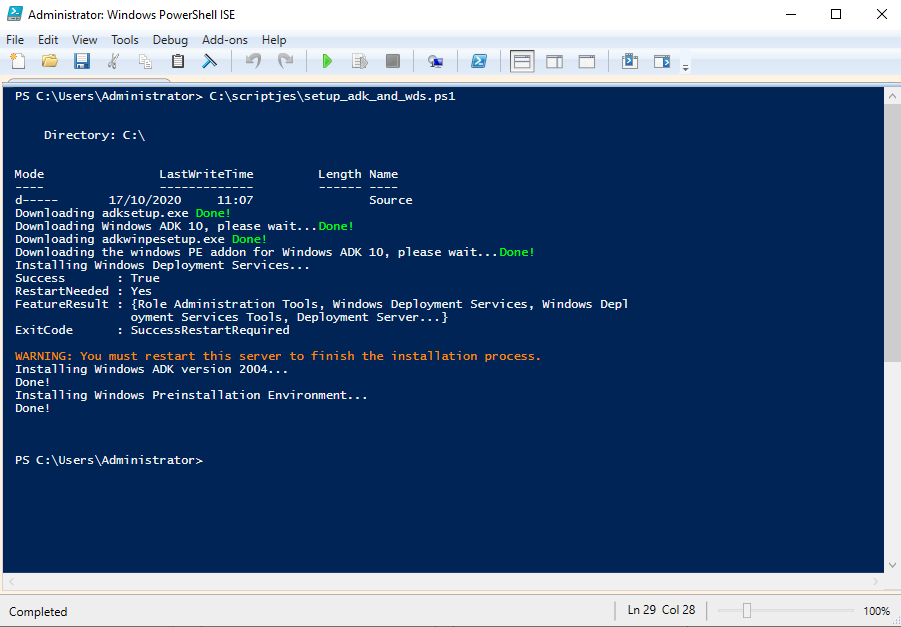 Administrator: Windows PowerShell ISE
File Edit View Tools Debug Add-ons Help
PS C:\Users\Administrator> C:\scriptjes\setup_adk_and_wds.ps1
Directory: C:\
Mode                LastWriteTime         Length Name
----                -------------         ------ ----
d-----       17/10/2020     11:07                Source
Downloading adksetup.exe Done!
Downloading Windows ADK 10, please wait...Done!
Downloading adkwinpesetup.exe Done!
Downloading the windows PE addon for Windows ADK 10, please wait...Done!
Installing Windows Deployment Services...
Success       : True
RestartNeeded : Yes
FeatureResult : {Role Administration Tools, Windows Deployment Services, Windows Depl
oyment Services Tools, Deployment Server...}
ExitCode      : SuccessRestartRequired
WARNING: You must restart this server to finish the installation process.
Installing Windows ADK version 2004...
Done!
Installing Windows Preinstallation Environment...
Done!
PS C:\Users\Administrator>
Completed Ln 29 Col 28 100%